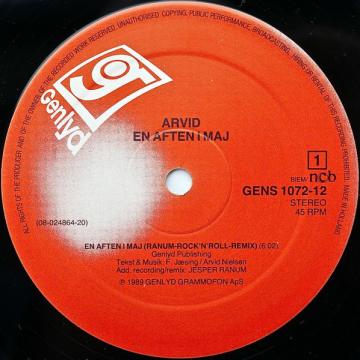 ALL RIGHTS OF THE PRODUCER AND OF THE OWNER OF THE RECORDED WORK RESERVED. UNAUTHORISED COPYING, PUBLIC PERFORMANCE, BROADCASTING, HIRING OR RENTAL OF THIS RECORDING PROHIBITED. MADE IN HOLLAND.
g
Genlyd
ARVID
EN AFTEN I MAJ
1
BIEM/ncb
GENS 1072-12
STEREO
45 RPM
(08-024864-20)
EN AFTEN I MAJ (RANUM-ROCK'N'ROLL-REMIX) (6:02)
Genlyd Publishing
Tekst & Musik: F. Jæsing / Arvid Nielsen
Add. recording/remix: JESPER RANUM
℗ 1989 GENLYD GRAMMOFON ApS